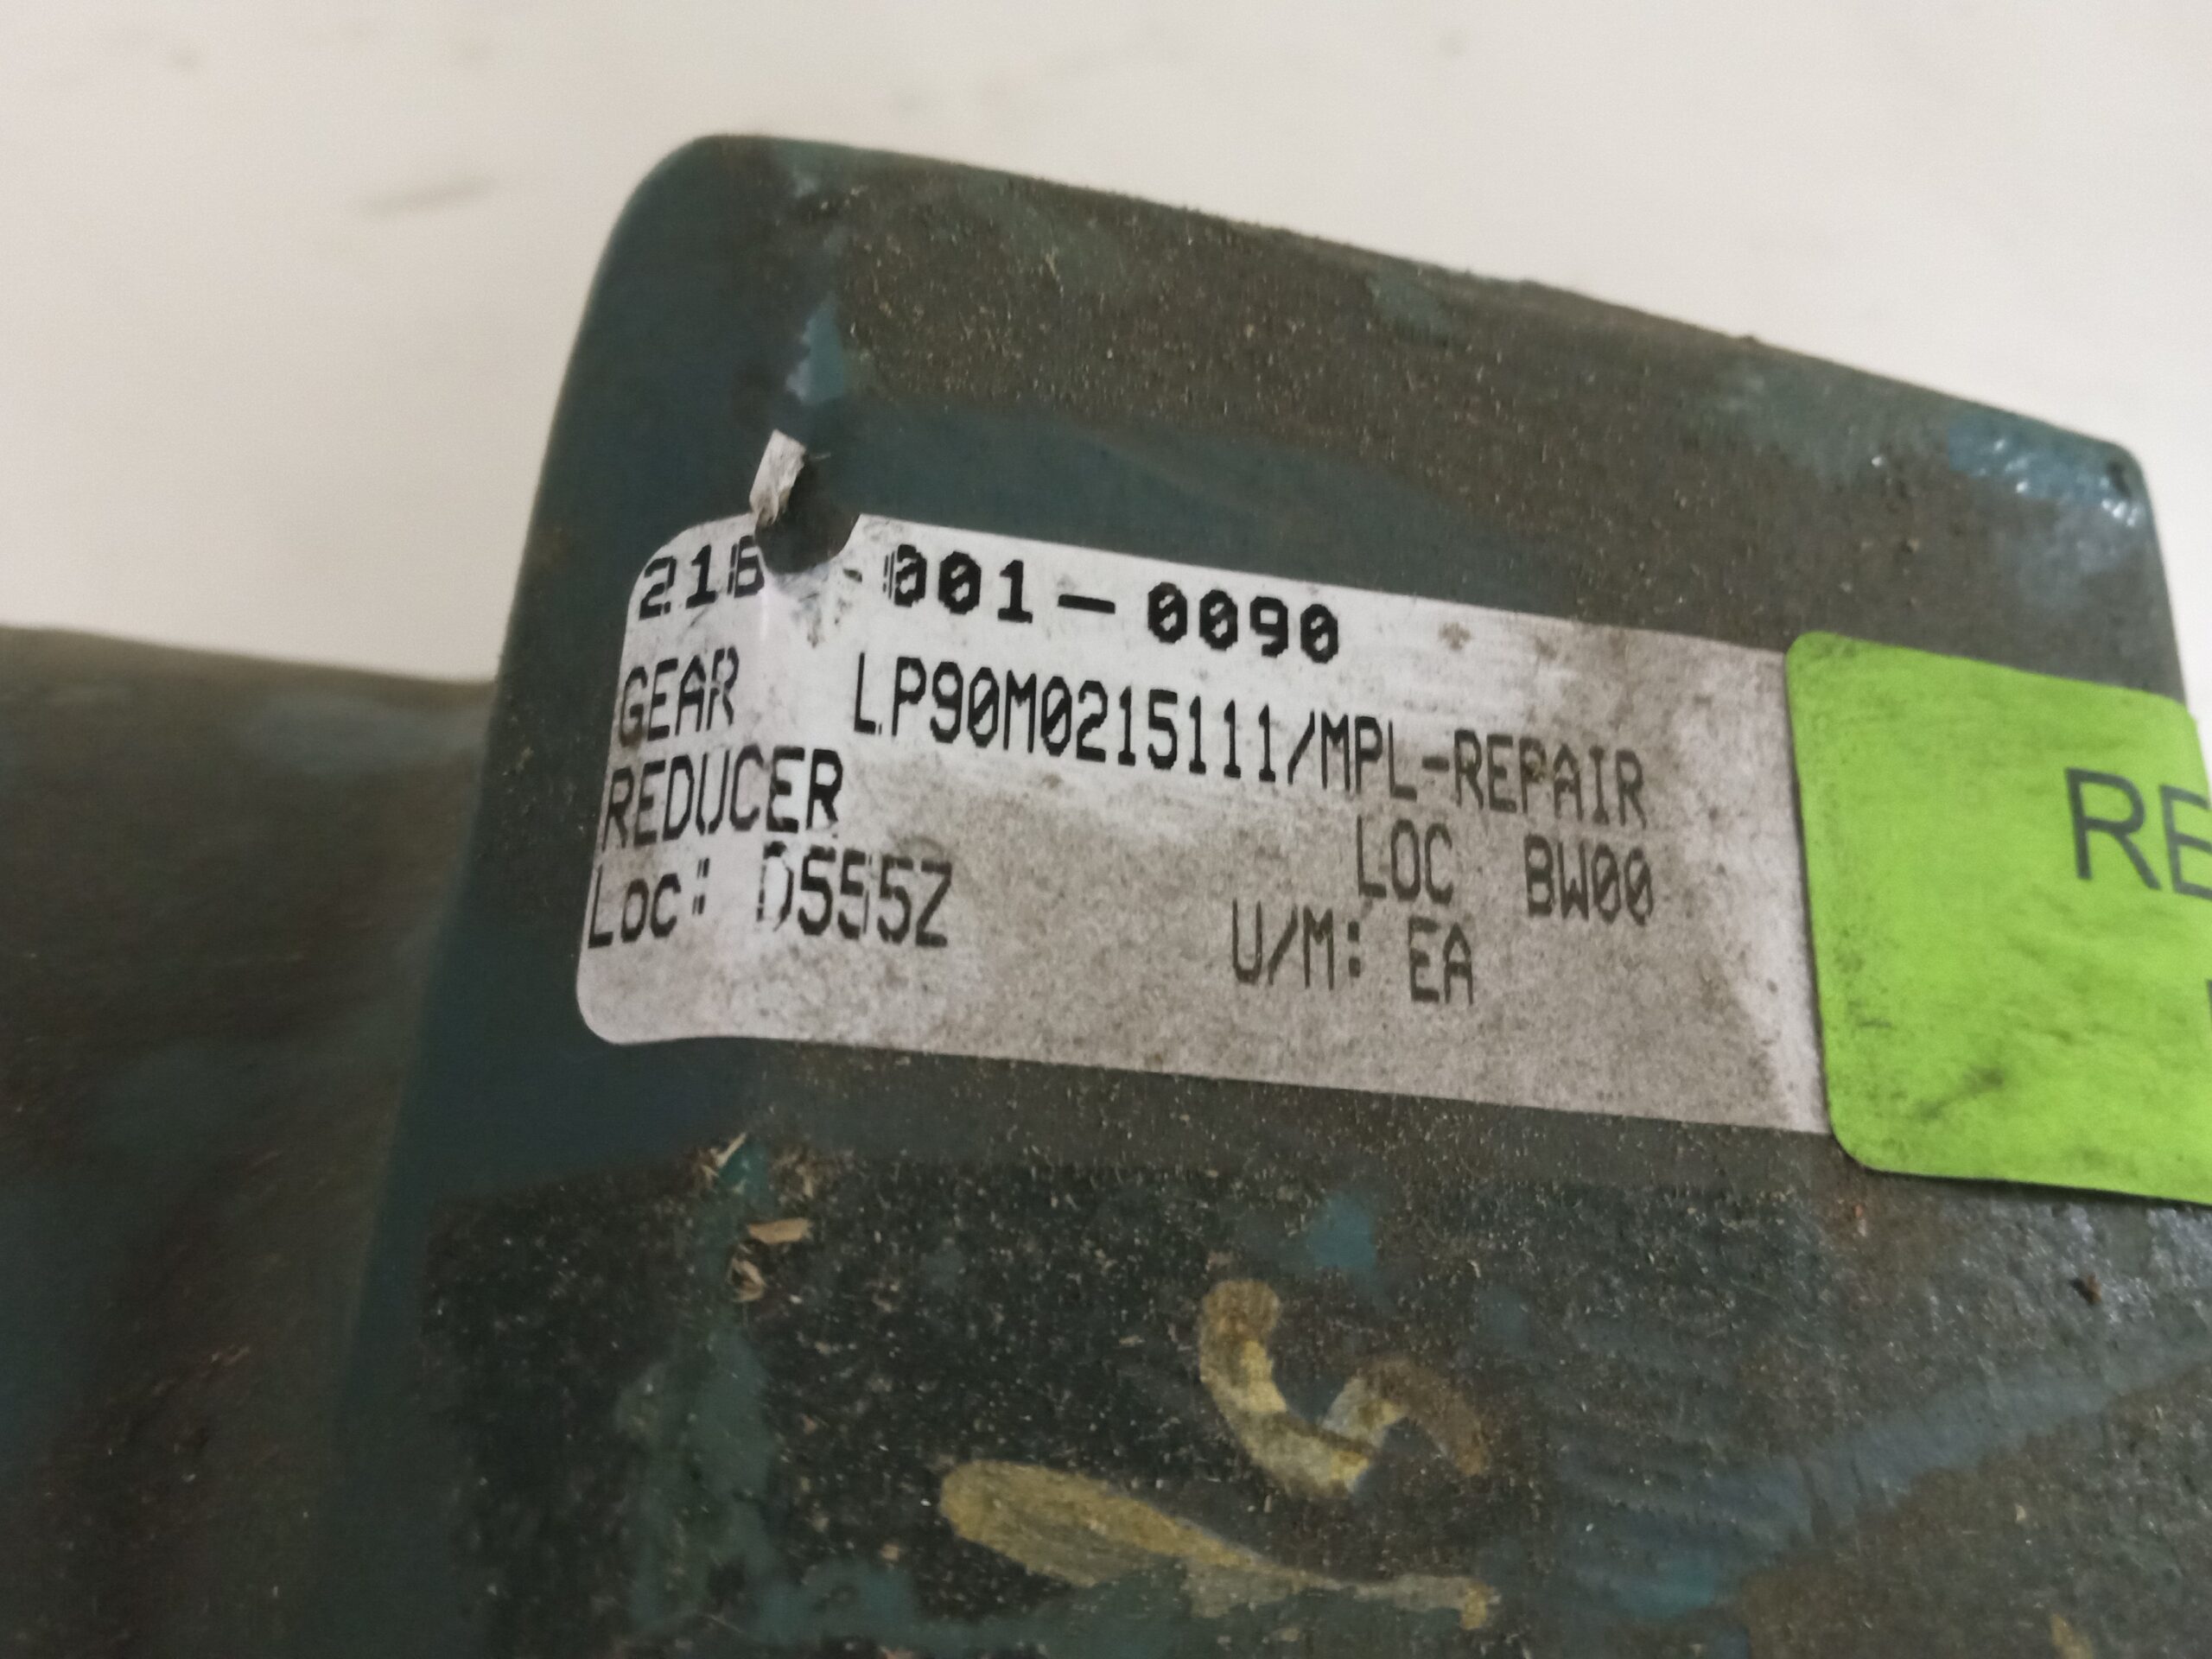 -001-0090
GEAR LP90M0215111/MPL-REPAIR
REDUCER LOC BW00
Loc: D555Z U/M: EA
RE